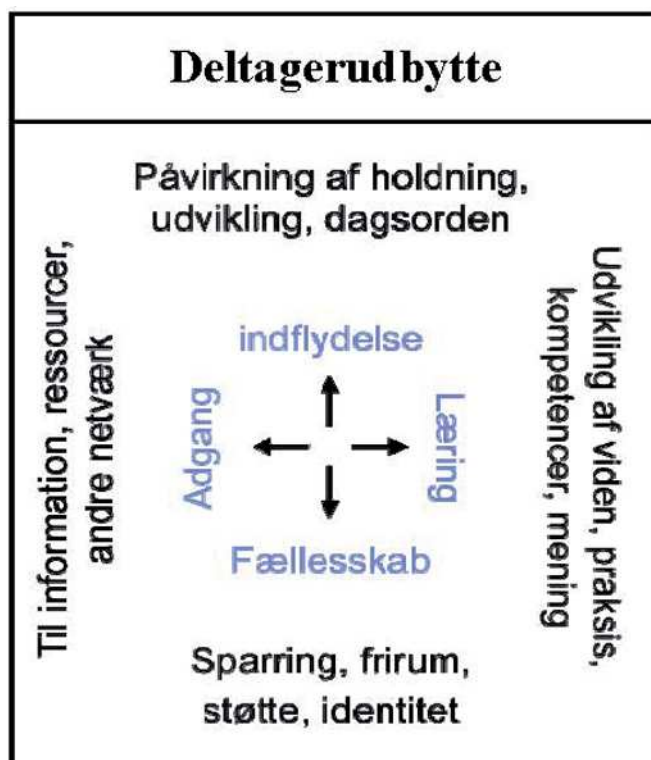 Deltagerudbytte
Påvirkning af holdning,
udvikling, dagsorden
Til information, ressourcer,
andre netværk
indflydelse
Adgang
Læring
Fællesskab
Udvikling af viden, praksis,
kompetencer, mening
Sparring, frirum,
støtte, identitet